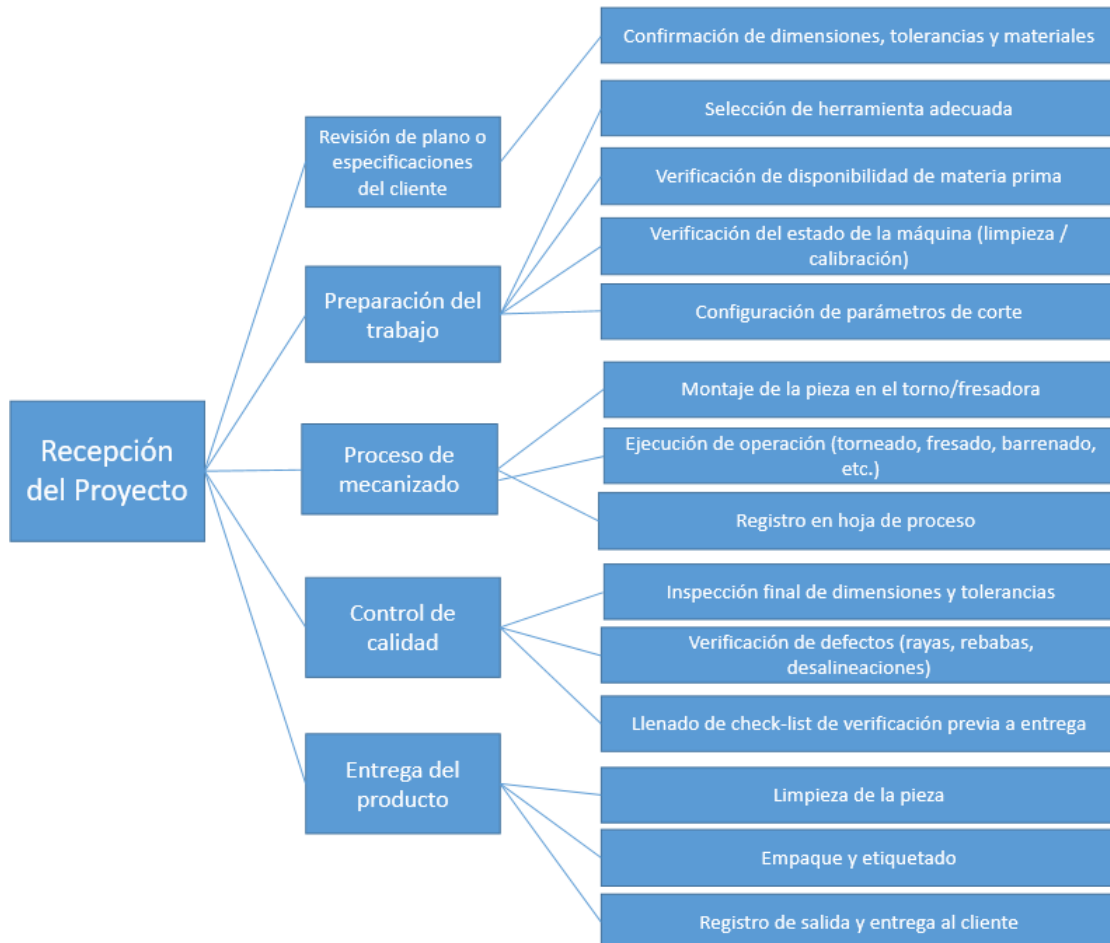 Recepción
del Proyecto
Revisión de plano o
especificaciones
del cliente
Confirmación de dimensiones, tolerancias y materiales
Preparación del
trabajo
Selección de herramienta adecuada
Verificación de disponibilidad de materia prima
Verificación del estado de la máquina (limpieza /
calibración)
Configuración de parámetros de corte
Proceso de
mecanizado
Montaje de la pieza en el torno/fresadora
Ejecución de operación (torneado, fresado, barrenado,
etc.)
Registro en hoja de proceso
Control de
calidad
Inspección final de dimensiones y tolerancias
Verificación de defectos (rayas, rebabas,
desalineaciones)
Llenado de check-list de verificación previa a entrega
Entrega del
producto
Limpieza de la pieza
Empaque y etiquetado
Registro de salida y entrega al cliente